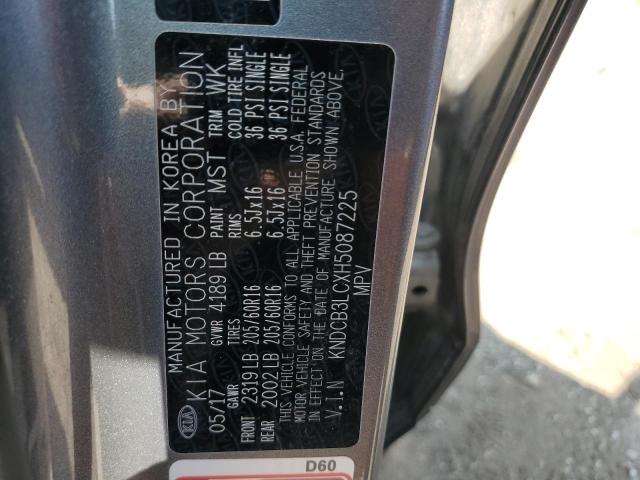 MANUFACTURED IN KOREA BY
KIA KIA MOTORS CORPORATION
05/17 GVWR 4189 LB PAINT MST TRIM WK
GAWR TIRES RIMS COLD TIRE INFL
FRONT 2319 LB 205/60R16 6.5Jx16 36 PSI SINGLE
REAR 2002 LB 205/60R16 6.5Jx16 36 PSI SINGLE
THIS VEHICLE CONFORMS TO ALL APPLICABLE U.S.A. FEDERAL
MOTOR VEHICLE SAFETY AND THEFT PREVENTION STANDARDS
IN EFFECT ON THE DATE OF MANUFACTURE SHOWN ABOVE.
V.I.N KNDCB3LCXH5087225
MPV
D60